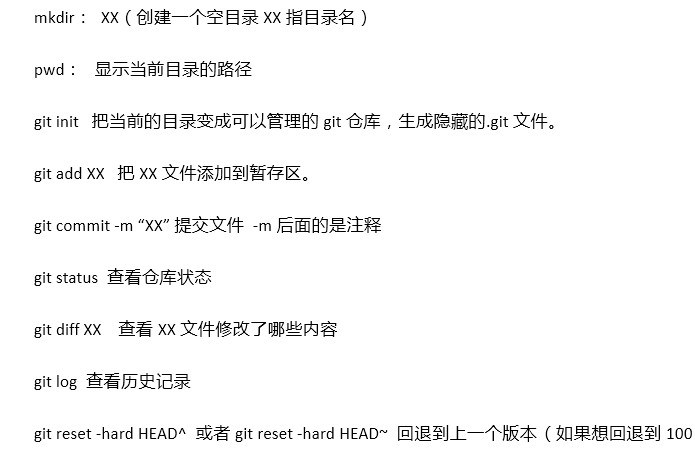 mkdir： XX（创建一个空目录 XX 指目录名）
pwd： 显示当前目录的路径
git init 把当前的目录变成可以管理的 git 仓库，生成隐藏的.git 文件。
git add XX 把 XX 文件添加到暂存区。
git commit -m “XX” 提交文件 -m 后面的是注释
git status 查看仓库状态
git diff XX 查看 XX 文件修改了哪些内容
git log 查看历史记录
git reset -hard HEAD^ 或者 git reset -hard HEAD~ 回退到上一个版本（如果想回退到 100